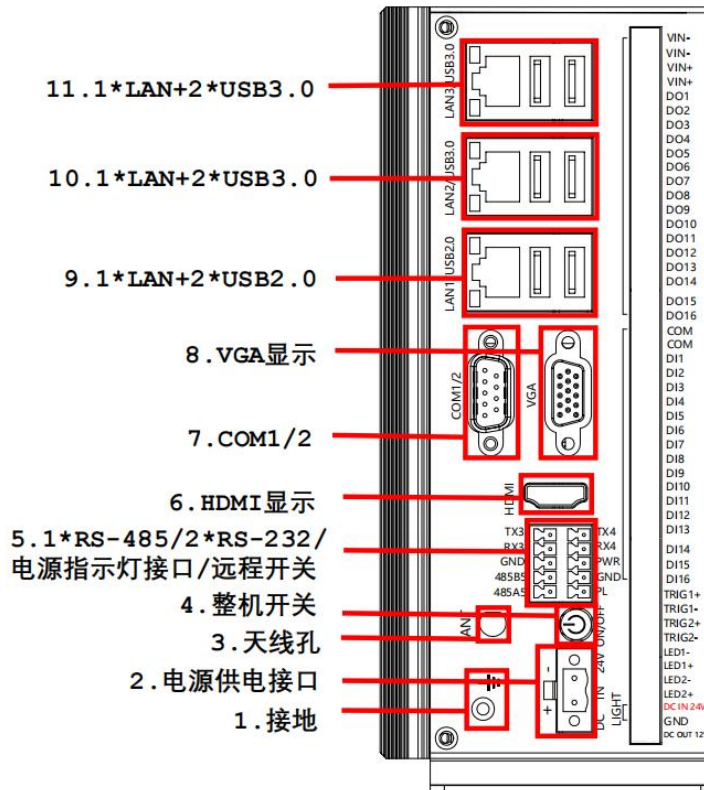 11.1*LAN+2*USB3.0
10.1*LAN+2*USB3.0
9.1*LAN+2*USB2.0
8.VGA显示
7.COM1/2
6.HDMI显示
5.1*RS-485/2*RS-232/
电源指示灯接口/远程开关
4.整机开关
3.天线孔
2.电源供电接口
1.接地
LAN3/USB3.0
LAN2/USB3.0
LAN1/USB2.0
COM1/2
VGA
HDMI
TX3
RX3
GND
485B5
485A5
TX4
RX4
PWR
GND
PL
ANT
ON/OFF
DC IN 24V
- +
LIGHT
VIN-
VIN-
VIN+
VIN+
DO1
DO2
DO3
DO4
DO5
DO6
DO7
DO8
DO9
DO10
DO11
DO12
DO13
DO14
DO15
DO16
COM
COM
DI1
DI2
DI3
DI4
DI5
DI6
DI7
DI8
DI9
DI10
DI11
DI12
DI13
DI14
DI15
DI16
TRIG1+
TRIG1-
TRIG2+
TRIG2-
LED1-
LED1+
LED2-
LED2+
DC IN 24V
GND
DC OUT 12V